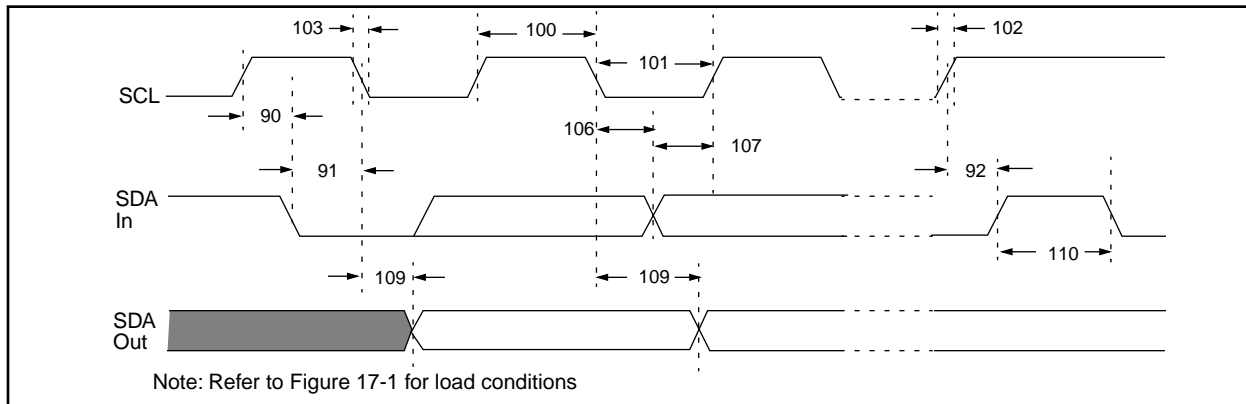 103
100
102
101
SCL
90
106
107
91
92
SDA
In
110
109
109
SDA
Out
Note: Refer to Figure 17-1 for load conditions